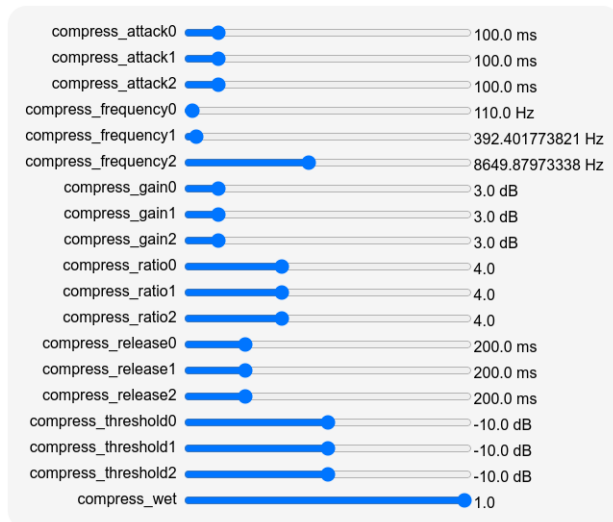 compress_attack0 100.0 ms
compress_attack1 100.0 ms
compress_attack2 100.0 ms
compress_frequency0 110.0 Hz
compress_frequency1 392.401773821 Hz
compress_frequency2 8649.87973338 Hz
compress_gain0 3.0 dB
compress_gain1 3.0 dB
compress_gain2 3.0 dB
compress_ratio0 4.0
compress_ratio1 4.0
compress_ratio2 4.0
compress_release0 200.0 ms
compress_release1 200.0 ms
compress_release2 200.0 ms
compress_threshold0 -10.0 dB
compress_threshold1 -10.0 dB
compress_threshold2 -10.0 dB
compress_wet 1.0